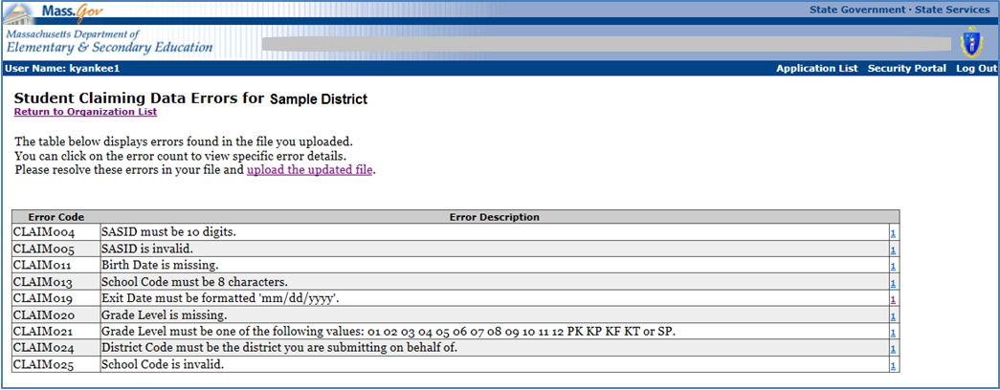 Mass.Gov
State Government · State Services
Massachusetts Department of
Elementary & Secondary Education
User Name: kyankee1
Application List Security Portal Log Out
Student Claiming Data Errors for Sample District
Return to Organization List
The table below displays errors found in the file you uploaded.
You can click on the error count to view specific error details.
Please resolve these errors in your file and upload the updated file.
Error Code Error Description
CLAIM004 SASID must be 10 digits. 1
CLAIM005 SASID is invalid. 1
CLAIM011 Birth Date is missing. 1
CLAIM013 School Code must be 8 characters. 1
CLAIM019 Exit Date must be formatted 'mm/dd/yyyy'. 1
CLAIM020 Grade Level is missing. 1
CLAIM021 Grade Level must be one of the following values: 01 02 03 04 05 06 07 08 09 10 11 12 PK KP KF KT or SP. 1
CLAIM024 District Code must be the district you are submitting on behalf of. 1
CLAIM025 School Code is invalid. 1